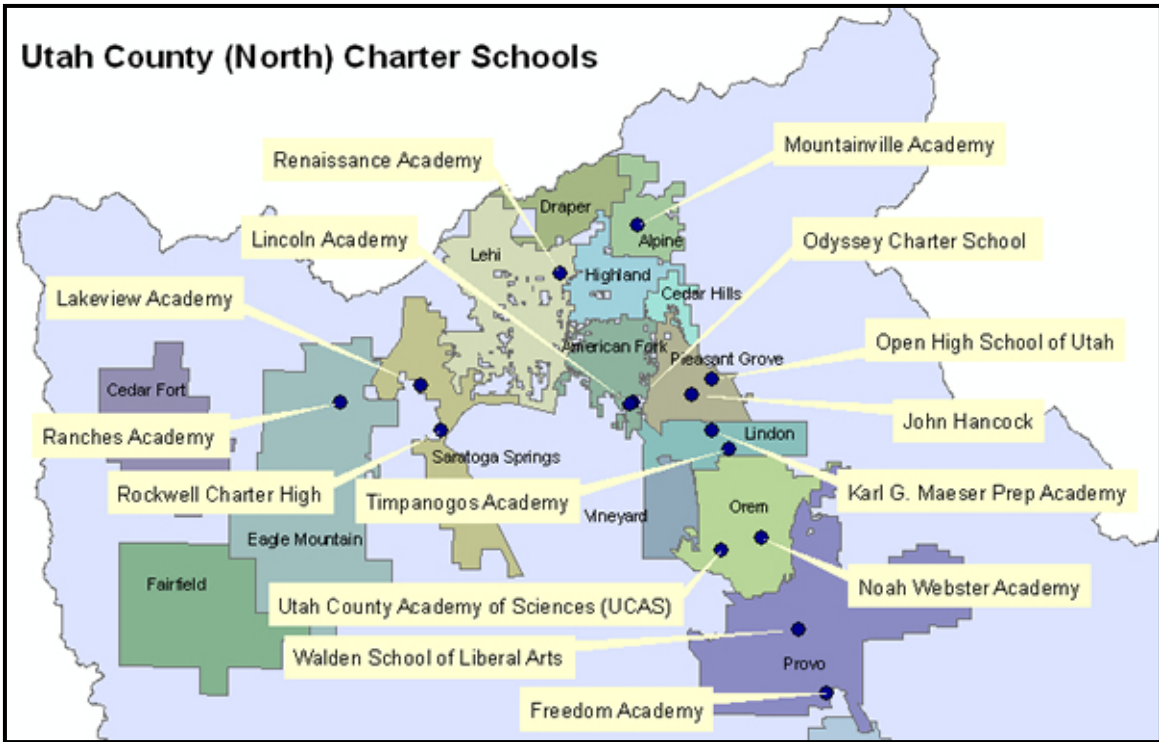 Utah County (North) Charter Schools
Renaissance Academy
Mountainville Academy
Draper
Lincoln Academy
Alpine
Odyssey Charter School
Lehi
Highland
Lakeview Academy
Cedar Hills
American Fork
Pleasant Grove
Open High School of Utah
Cedar Fort
Ranches Academy
John Hancock
Lindon
Saratoga Springs
Rockwell Charter High
Timpanogos Academy
Karl G. Maeser Prep Academy
Vineyard
Orem
Eagle Mountain
Fairfield
Noah Webster Academy
Utah County Academy of Sciences (UCAS)
Walden School of Liberal Arts
Provo
Freedom Academy